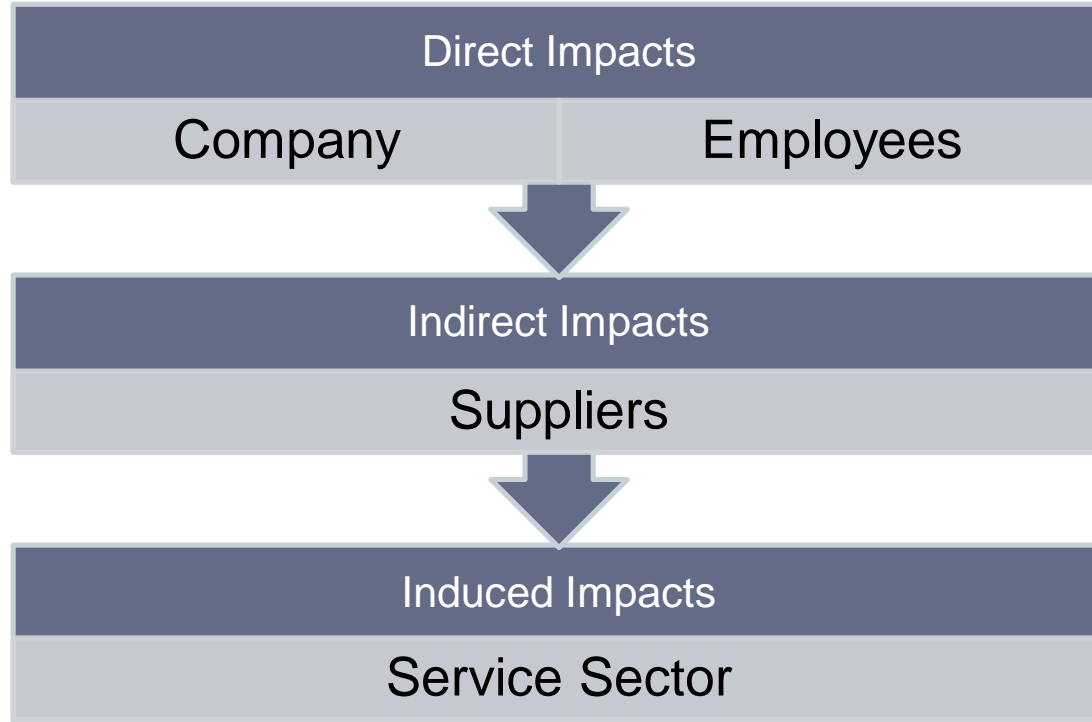 Direct Impacts
Company
Employees
Indirect Impacts
Suppliers
Induced Impacts
Service Sector